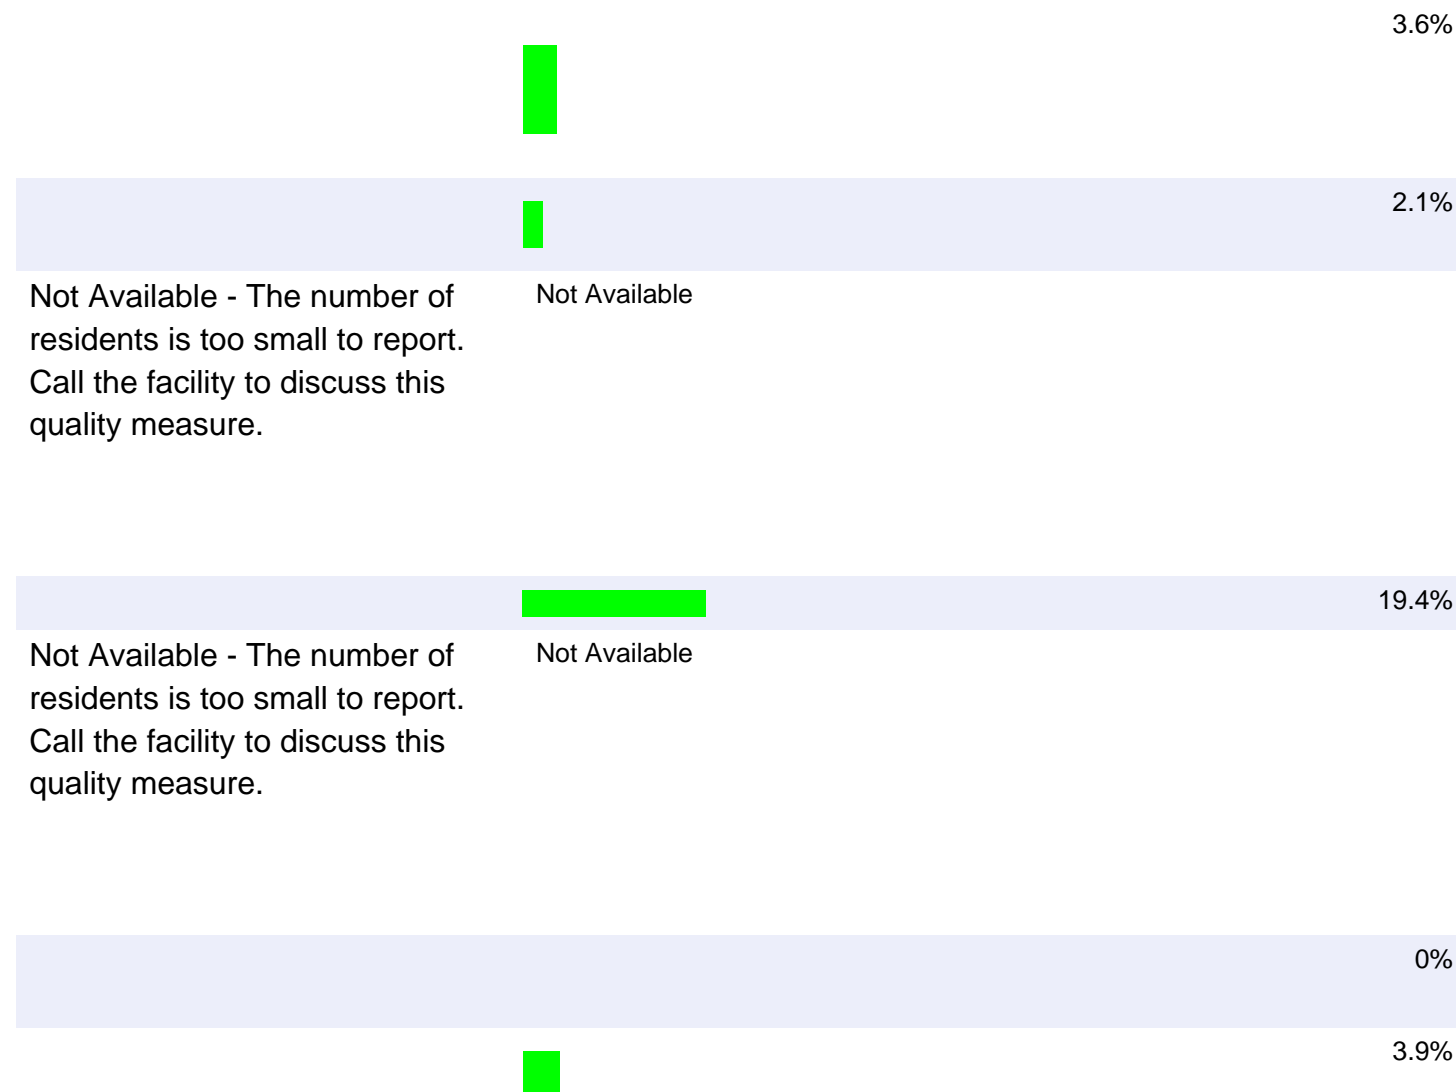 3.6%
2.1%
Not Available - The number of
residents is too small to report.
Call the facility to discuss this
quality measure.
Not Available
19.4%
Not Available - The number of
residents is too small to report.
Call the facility to discuss this
quality measure.
Not Available
0%
3.9%